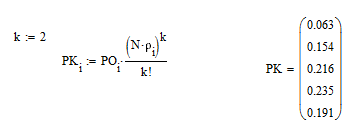 k := 2
PK_i := PO_i · (N·ρ_i)^k / k!
PK = (0.063 0.154 0.216 0.235 0.191)